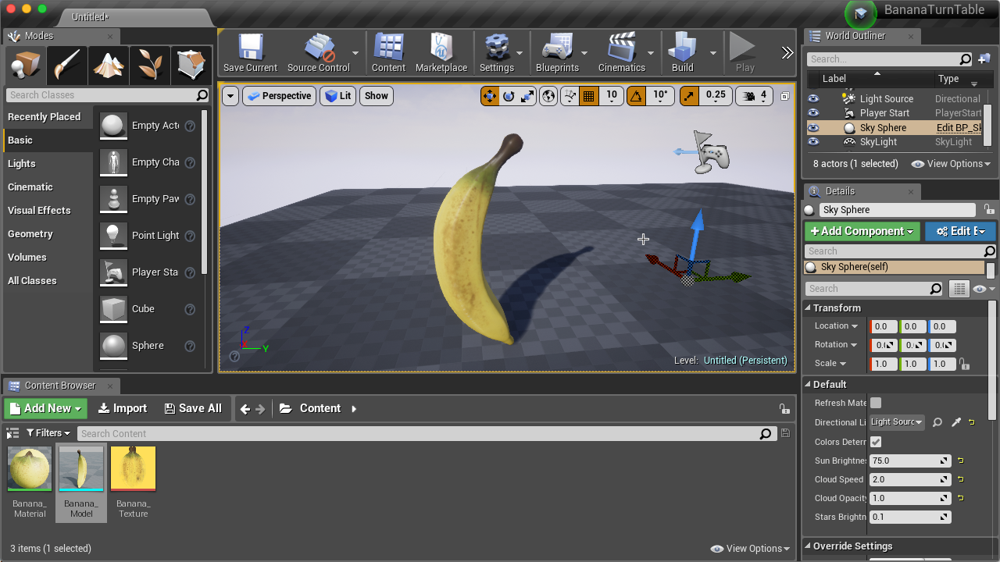 Untitled•
BananaTurnTable
Modes
Search Classes
Recently Placed
Basic
Lights
Cinematic
Visual Effects
Geometry
Volumes
All Classes
Empty Act
Empty Cha
Empty Paw
Point Light
Player Sta
Cube
Sphere
Save Current
Source Control
Content
Marketplace
Settings
Blueprints
Cinematics
Build
Play
Perspective
Lit
Show
10
10°
0.25
4
Z
X
Y
Level: Untitled (Persistent)
World Outliner
Search...
Label Type
Light Source Directional
Player Start PlayerStart
Sky Sphere Edit BP_Sk
SkyLight SkyLight
8 actors (1 selected) View Options
Details
Sky Sphere
+Add Component Edit B
Search
Sky Sphere(self)
Search
Transform
Location 0.0 0.0 0.0
Rotation 0.0 0.0 0.0
Scale 1.0 1.0 1.0
Default
Refresh Mate
Directional Li Light Sourc
Colors Determ
Sun Brightnes 75.0
Cloud Speed 2.0
Cloud Opacity 1.0
Stars Brightn 0.1
Override Settings
Content Browser
Add New Import Save All Content
Filters Search Content
Banana_
Material
Banana_
Model
Banana_
Texture
3 items (1 selected) View Options